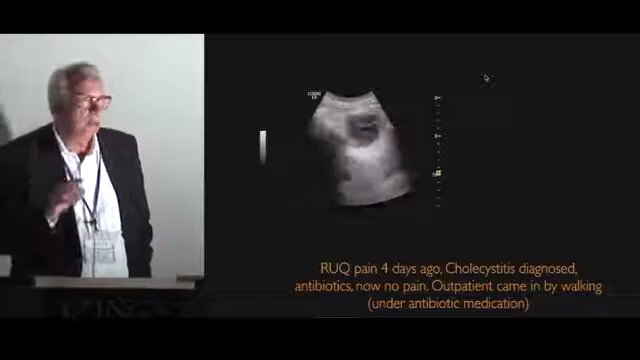 RUQ pain 4 days ago, Cholecystitis diagnosed,
antibiotics, now no pain. Outpatient came in by walking
(under antibiotic medication)